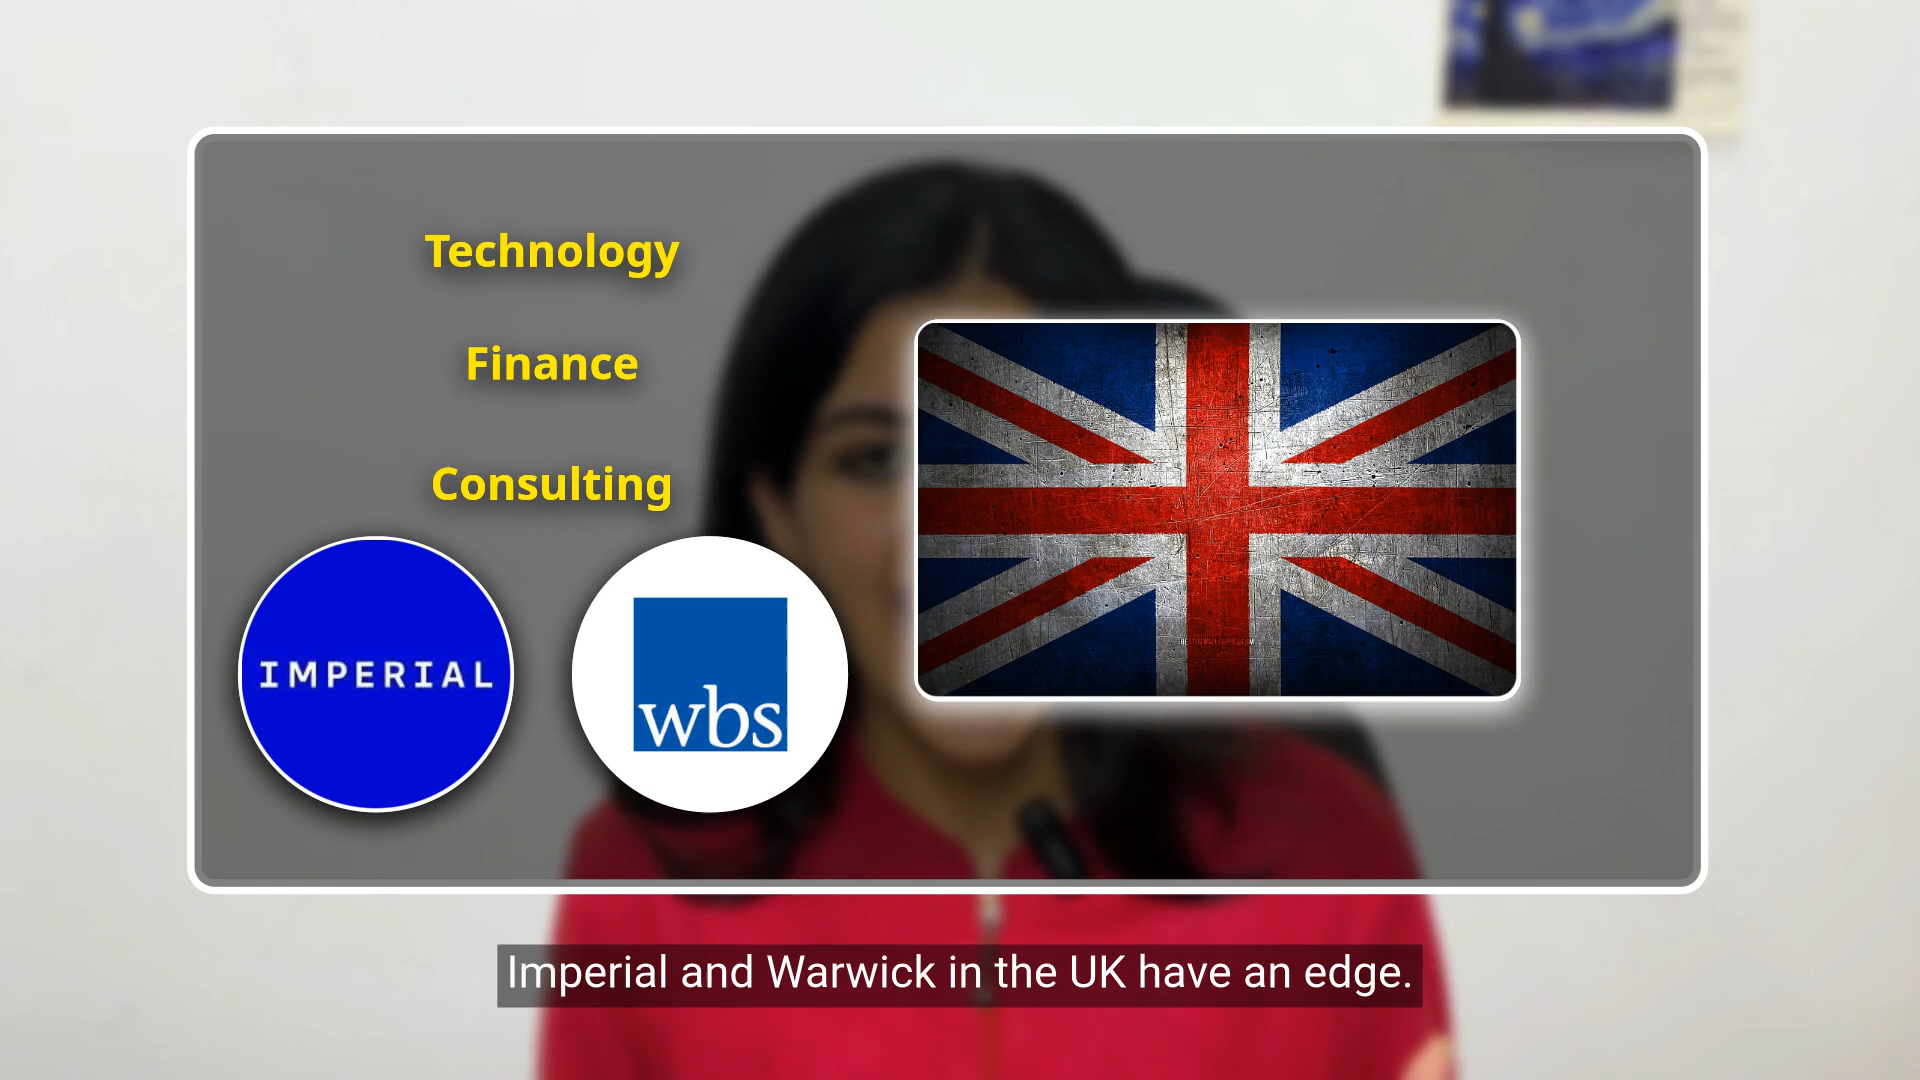 Technology
Finance
Consulting
IMPERIAL
wbs
Imperial and Warwick in the UK have an edge.